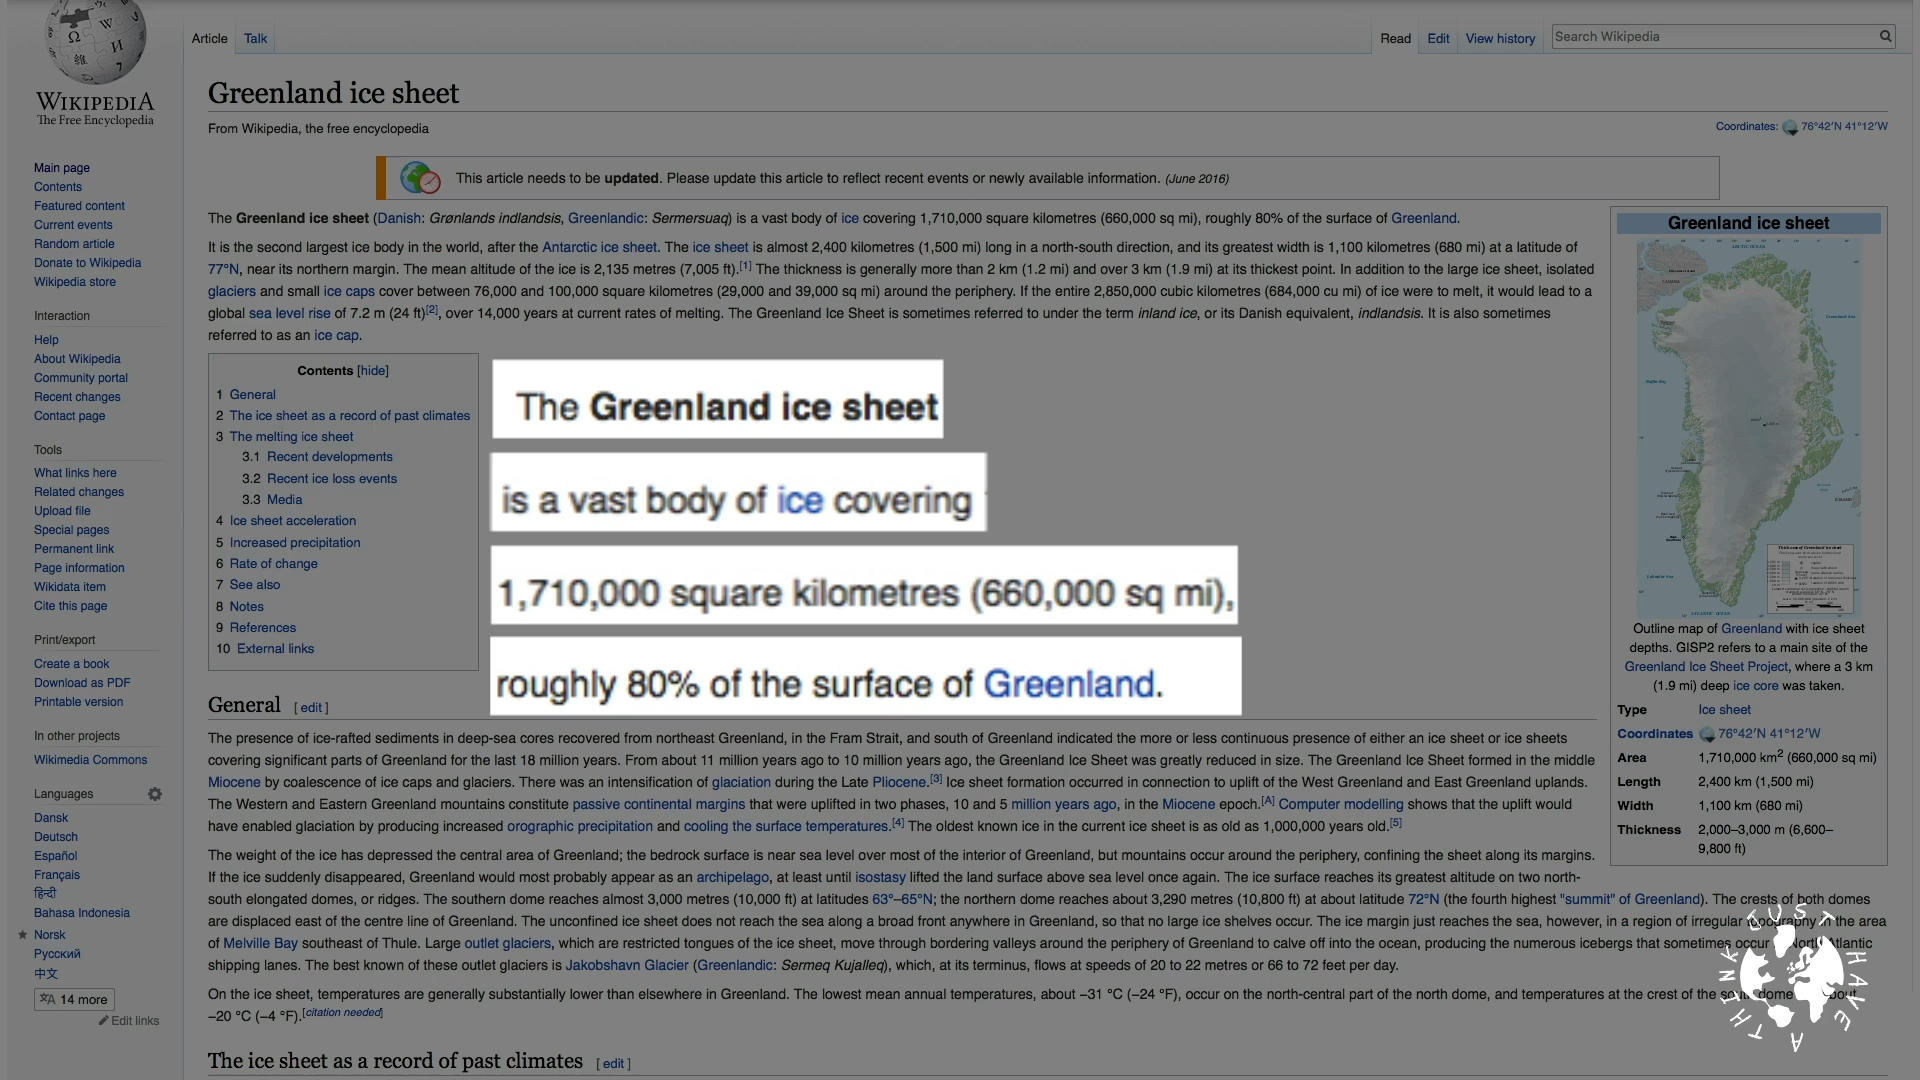 WIKIPEDIA
The Free Encyclopedia
Main page
Contents
Featured content
Current events
Random article
Donate to Wikipedia
Wikipedia store
Interaction
Help
About Wikipedia
Community portal
Recent changes
Contact page
Tools
What links here
Related changes
Upload file
Special pages
Permanent link
Page information
Wikidata item
Cite this page
Print/export
Create a book
Download as PDF
Printable version
In other projects
Wikimedia Commons
Languages
Dansk
Deutsch
Español
Français
हिन्दी
Bahasa Indonesia
Norsk
Русский
中文
14 more
Edit links
Article Talk
Read Edit View history
Search Wikipedia
Greenland ice sheet
From Wikipedia, the free encyclopedia
Coordinates: 76°42′N 41°12′W
This article needs to be updated. Please update this article to reflect recent events or newly available information. (June 2016)
The Greenland ice sheet (Danish: Grønlands indlandsis, Greenlandic: Sermersuaq) is a vast body of ice covering 1,710,000 square kilometres (660,000 sq mi), roughly 80% of the surface of Greenland.
It is the second largest ice body in the world, after the Antarctic ice sheet. The ice sheet is almost 2,400 kilometres (1,500 mi) long in a north-south direction, and its greatest width is 1,100 kilometres (680 mi) at a latitude of
77°N, near its northern margin. The mean altitude of the ice is 2,135 metres (7,005 ft).[1] The thickness is generally more than 2 km (1.2 mi) and over 3 km (1.9 mi) at its thickest point. In addition to the large ice sheet, isolated
glaciers and small ice caps cover between 76,000 and 100,000 square kilometres (29,000 and 39,000 sq mi) around the periphery. If the entire 2,850,000 cubic kilometres (684,000 cu mi) of ice were to melt, it would lead to a
global sea level rise of 7.2 m (24 ft)[2], over 14,000 years at current rates of melting. The Greenland Ice Sheet is sometimes referred to under the term inland ice, or its Danish equivalent, indlandsis. It is also sometimes
referred to as an ice cap.
Contents [hide]
1 General
2 The ice sheet as a record of past climates
3 The melting ice sheet
3.1 Recent developments
3.2 Recent ice loss events
3.3 Media
4 Ice sheet acceleration
5 Increased precipitation
6 Rate of change
7 See also
8 Notes
9 References
10 External links
The Greenland ice sheet
is a vast body of ice covering
1,710,000 square kilometres (660,000 sq mi),
roughly 80% of the surface of Greenland.
General [ edit ]
The presence of ice-rafted sediments in deep-sea cores recovered from northeast Greenland, in the Fram Strait, and south of Greenland indicated the more or less continuous presence of either an ice sheet or ice sheets
covering significant parts of Greenland for the last 18 million years. From about 11 million years ago to 10 million years ago, the Greenland Ice Sheet was greatly reduced in size. The Greenland Ice Sheet formed in the middle
Miocene by coalescence of ice caps and glaciers. There was an intensification of glaciation during the Late Pliocene.[3] Ice sheet formation occurred in connection to uplift of the West Greenland and East Greenland uplands.
The Western and Eastern Greenland mountains constitute passive continental margins that were uplifted in two phases, 10 and 5 million years ago, in the Miocene epoch.[A] Computer modelling shows that the uplift would
have enabled glaciation by producing increased orographic precipitation and cooling the surface temperatures.[4] The oldest known ice in the current ice sheet is as old as 1,000,000 years old.[5]
The weight of the ice has depressed the central area of Greenland; the bedrock surface is near sea level over most of the interior of Greenland, but mountains occur around the periphery, confining the sheet along its margins.
If the ice suddenly disappeared, Greenland would most probably appear as an archipelago, at least until isostasy lifted the land surface above sea level once again. The ice surface reaches its greatest altitude on two north-
south elongated domes, or ridges. The southern dome reaches almost 3,000 metres (10,000 ft) at latitudes 63°–65°N; the northern dome reaches about 3,290 metres (10,800 ft) at about latitude 72°N (the fourth highest "summit" of Greenland). The crests of both domes
are displaced east of the centre line of Greenland. The unconfined ice sheet does not reach the sea along a broad front anywhere in Greenland, so that no large ice shelves occur. The ice margin just reaches the sea, however, in a region of irregular topography in the area
of Melville Bay southeast of Thule. Large outlet glaciers, which are restricted tongues of the ice sheet, move through bordering valleys around the periphery of Greenland to calve off into the ocean, producing the numerous icebergs that sometimes occur North Atlantic
shipping lanes. The best known of these outlet glaciers is Jakobshavn Glacier (Greenlandic: Sermeq Kujalleq), which, at its terminus, flows at speeds of 20 to 22 metres or 66 to 72 feet per day.
On the ice sheet, temperatures are generally substantially lower than elsewhere in Greenland. The lowest mean annual temperatures, about −31 °C (−24 °F), occur on the north-central part of the north dome, and temperatures at the crest of the south dome about
−20 °C (−4 °F).[citation needed]
The ice sheet as a record of past climates [ edit ]
Greenland ice sheet
Outline map of Greenland with ice sheet
depths. GISP2 refers to a main site of the
Greenland Ice Sheet Project, where a 3 km
(1.9 mi) deep ice core was taken.
Type Ice sheet
Coordinates 76°42′N 41°12′W
Area 1,710,000 km2 (660,000 sq mi)
Length 2,400 km (1,500 mi)
Width 1,100 km (680 mi)
Thickness 2,000–3,000 m (6,600–
9,800 ft)
JUST HAVE A THINK